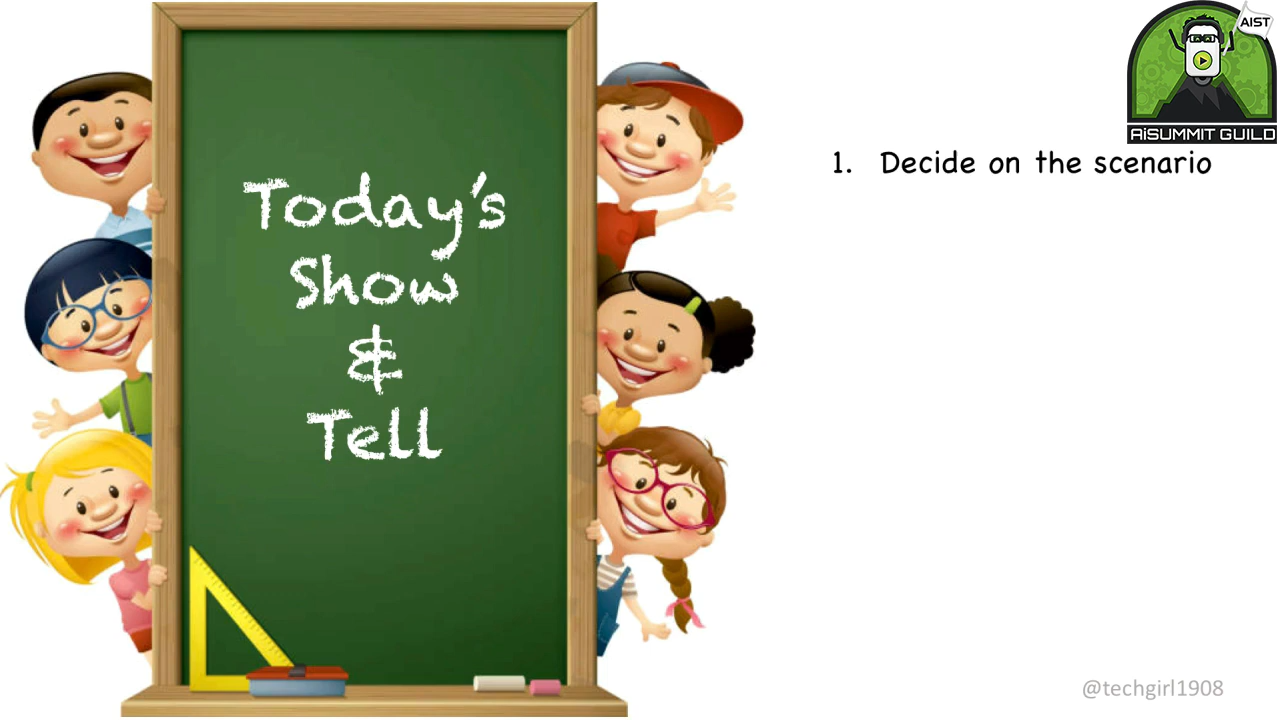 Today's
Show
&
Tell
AIST
AiSUMMIT GUILD
1. Decide on the scenario
@techgirl1908